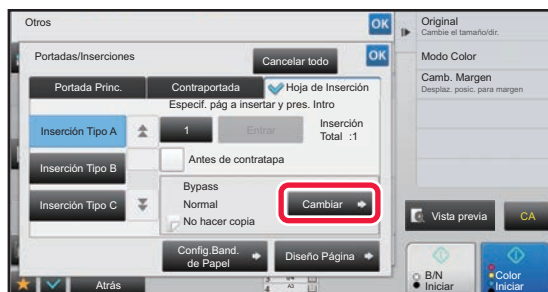 Otros
OK
Portadas/Inserciones
Cancelar todo
OK
Portada Princ.
Contraportada
Hoja de Inserción
Especif. pág a insertar y pres. Intro
Inserción Tipo A
1
Entrar
Inserción
Total :1
Antes de contratapa
Inserción Tipo B
Bypass
Normal
No hacer copia
Cambiar
Inserción Tipo C
Config.Band.
de Papel
Diseño Página
Atrás
A3
4
Original
Cambie el tamaño/dir.
Modo Color
Camb. Margen
Desplaz. posic. para margen
Vista previa
CA
B/N
Iniciar
Color
Iniciar